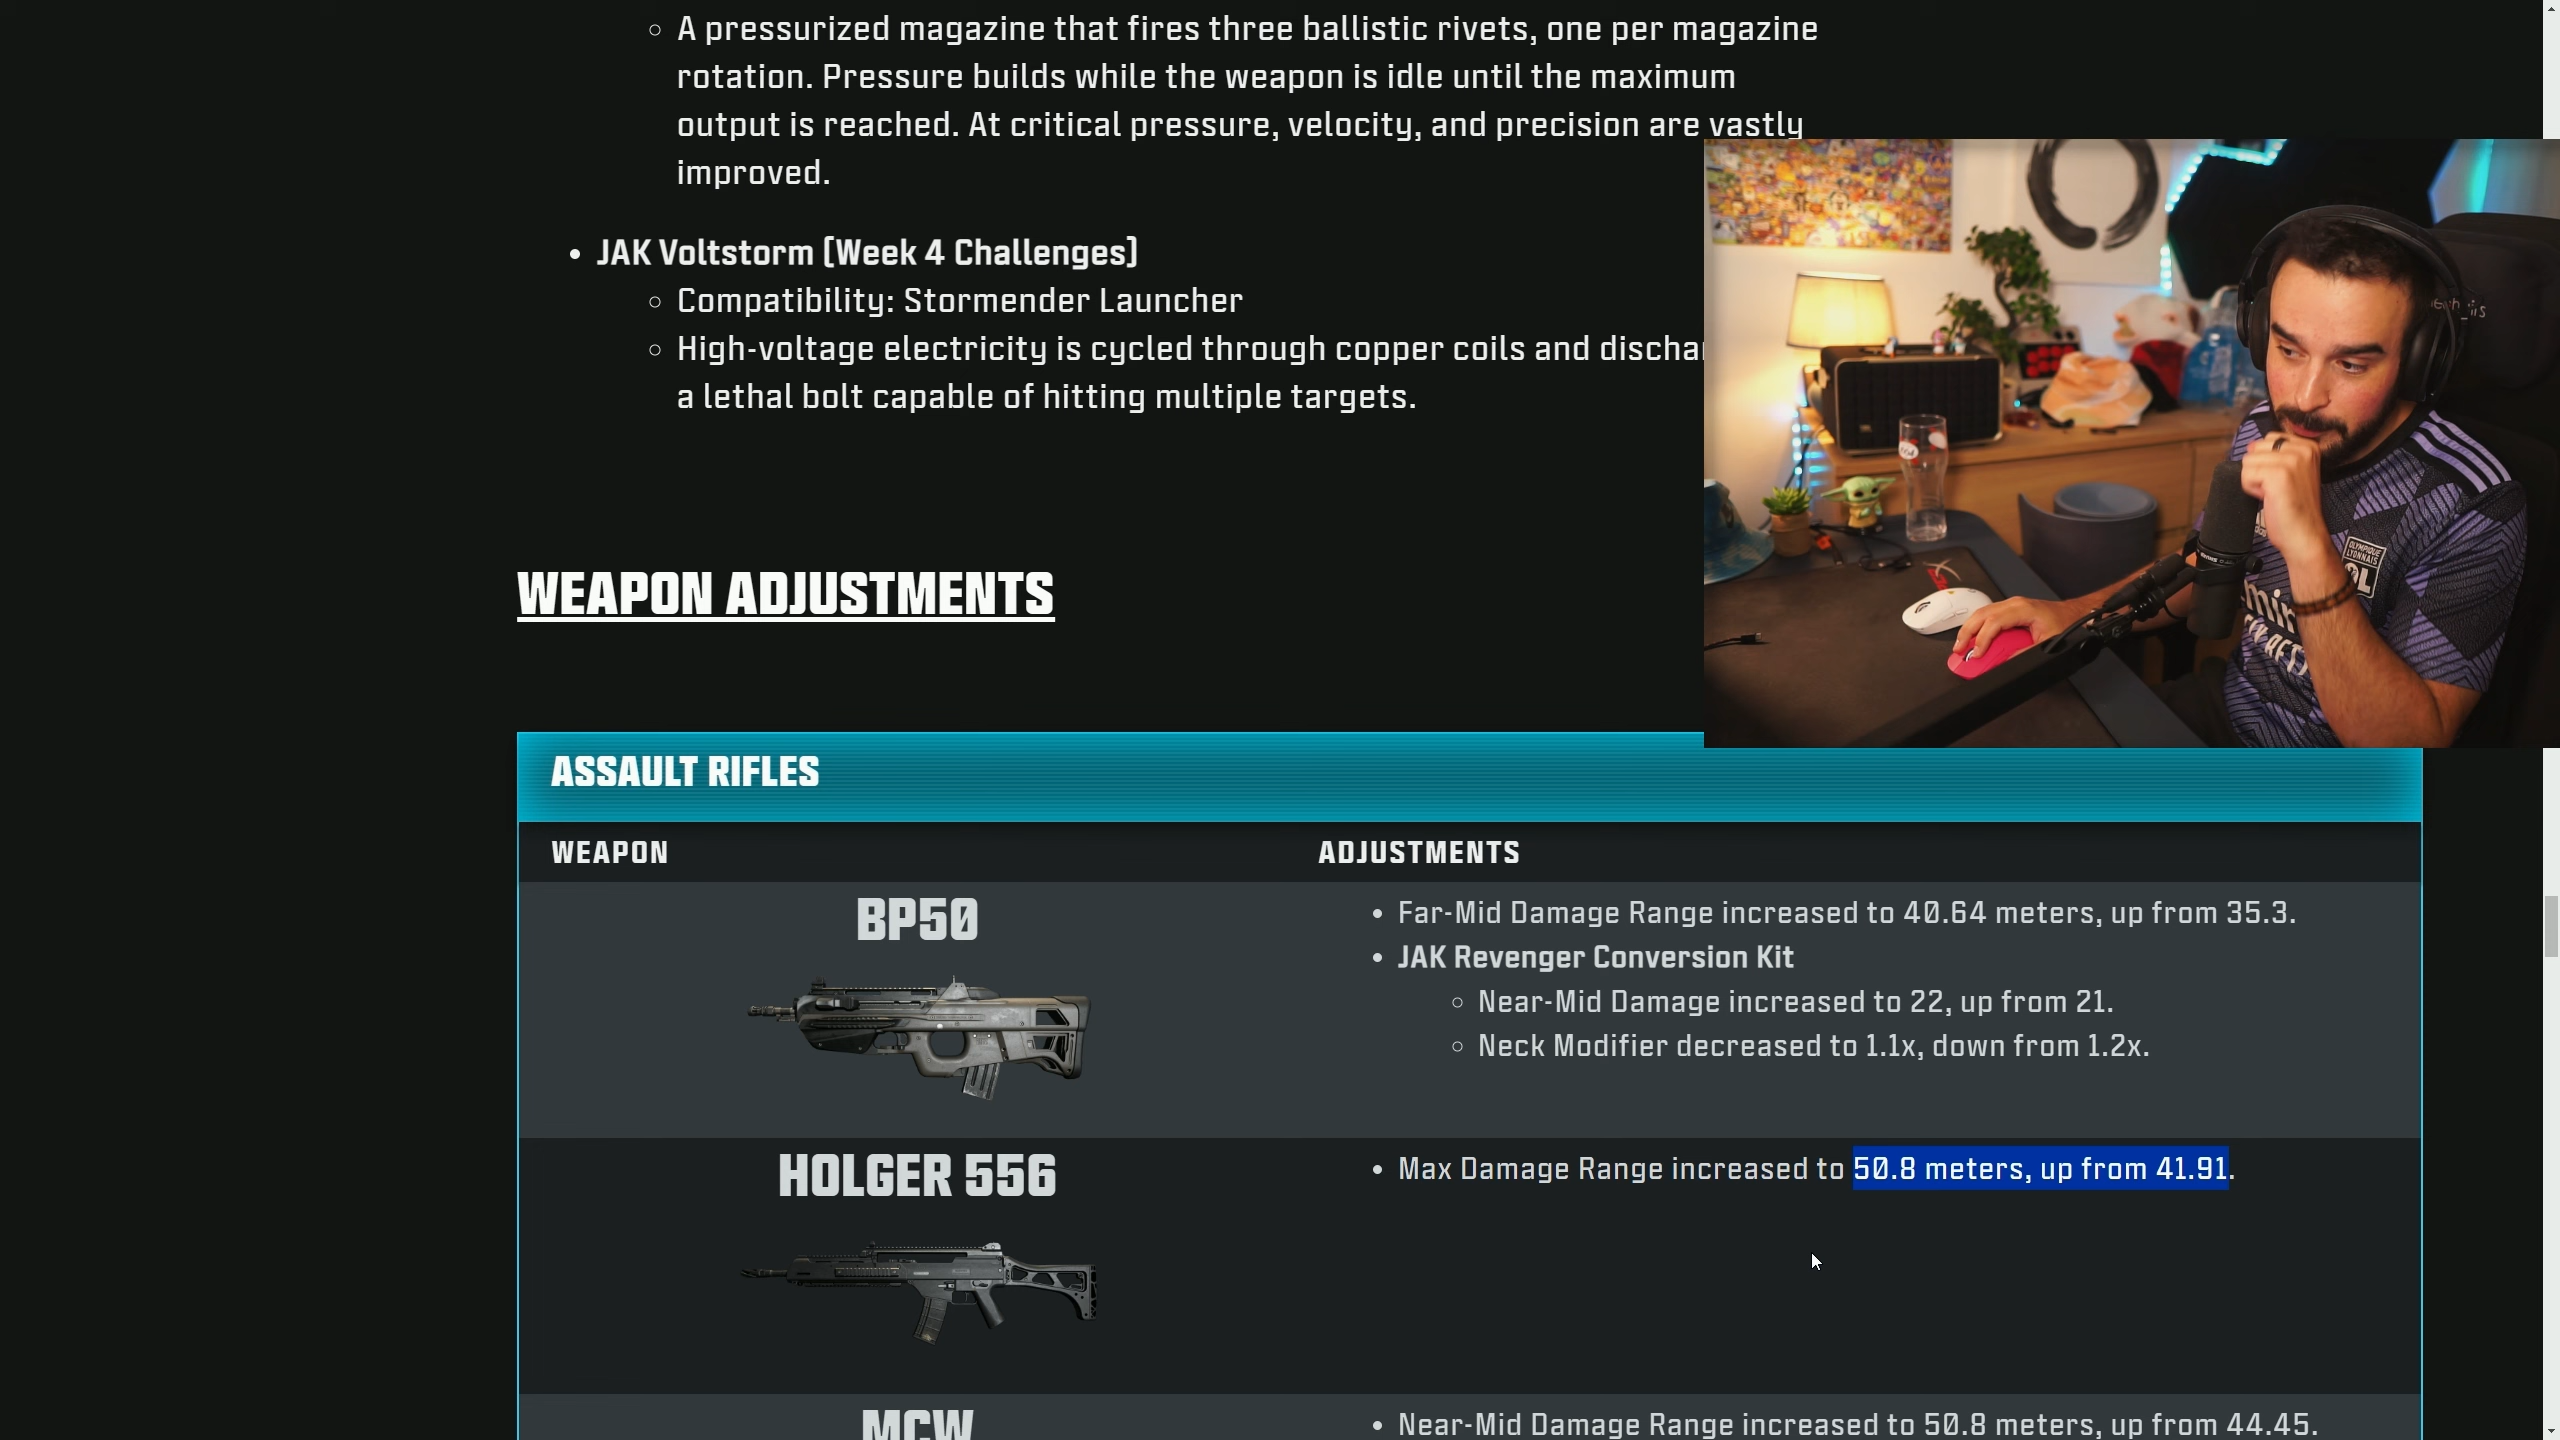 A pressurized magazine that fires three ballistic rivets, one per magazine
rotation. Pressure builds while the weapon is idle until the maximum
output is reached. At critical pressure, velocity, and precision are vastly
improved.
JAK Voltstorm [Week 4 Challenges]
Compatibility: Stormender Launcher
High-voltage electricity is cycled through copper coils and
a lethal bolt capable of hitting multiple targets.
OLYMPIQUE
LYONNAIS
OL
WEAPON ADJUSTMENTS
ASSAULT RIFLES
WEAPON
ADJUSTMENTS
BP50
Far-Mid Damage Range increased to 40.64 meters, up from 35.3.
JAK Revenger Conversion Kit
Near-Mid Damage increased to 22, up from 21.
Neck Modifier decreased to 1.1x, down from 1.2x.
HOLGER 556
Max Damage Range increased to 50.8 meters, up from 41.91.
MCW
Near-Mid Damage Range increased to 50.8 meters, up from 44.45.